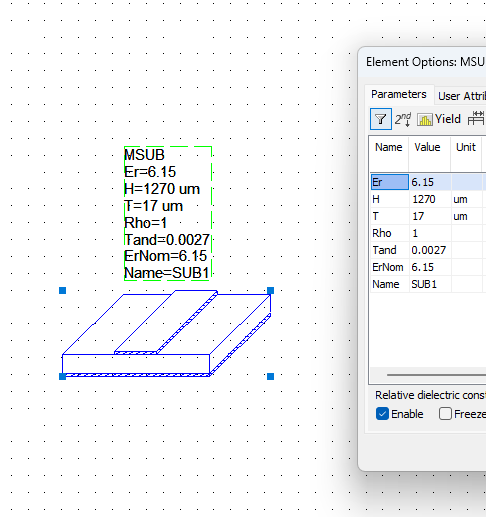 MSUB
Er=6.15
H=1270 um
T=17 um
Rho=1
Tand=0.0027
ErNom=6.15
Name=SUB1
Element Options: MSU
Parameters User Attri
2nd Yield
Name Value Unit
Er 6.15
H 1270 um
T 17 um
Rho 1
Tand 0.0027
ErNom 6.15
Name SUB1
Relative dielectric const
Enable Freeze